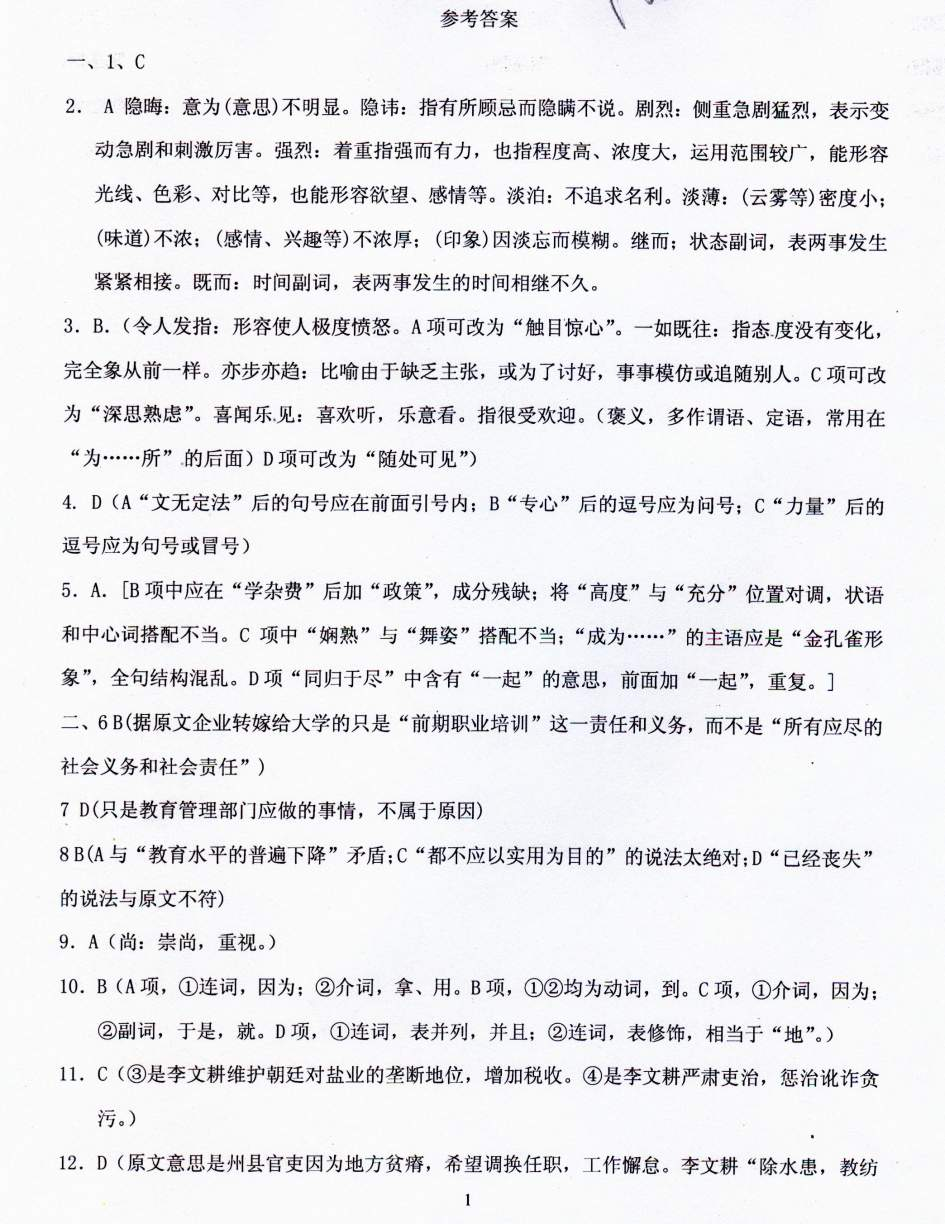 参考答案
一、1、C
2． A 隐晦：意为(意思)不明显。隐讳：指有所顾忌而隐瞒不说。剧烈：侧重急剧猛烈，表示变
动急剧和刺激厉害。强烈：着重指强而有力，也指程度高、浓度大，运用范围较广，能形容
光线、色彩、对比等，也能形容欲望、感情等。淡泊：不追求名利。淡薄：(云雾等)密度小；
(味道)不浓；(感情、兴趣等)不浓厚；(印象)因淡忘而模糊。继而；状态副词，表两事发生
紧紧相接。既而：时间副词，表两事发生的时间相继不久。
3．B．（令人发指：形容使人极度愤怒。A 项可改为“触目惊心”。一如既往：指态度没有变化，
完全象从前一样。亦步亦趋：比喻由于缺乏主张，或为了讨好，事事模仿或追随别人。C 项可改
为“深思熟虑”。喜闻乐见：喜欢听，乐意看。指很受欢迎。（褒义，多作谓语、定语，常用在
“为……所”的后面）D 项可改为“随处可见”）
4. D（A“文无定法”后的句号应在前面引号内；B“专心”后的逗号应为问号；C“力量”后的
逗号应为句号或冒号）
5．A．[B 项中应在“学杂费”后加“政策”，成分残缺；将“高度”与“充分”位置对调，状语
和中心词搭配不当。C 项中“娴熟”与“舞姿”搭配不当；“成为……”的主语应是“金孔雀形
象”，全句结构混乱。D 项“同归于尽”中含有“一起”的意思，前面加“一起”，重复。]
二、6 B(据原文企业转嫁给大学的只是“前期职业培训”这一责任和义务，而不是“所有应尽的
社会义务和社会责任”)
7 D(只是教育管理部门应做的事情，不属于原因)
8 B(A 与“教育水平的普遍下降”矛盾;C“都不应以实用为目的”的说法太绝对;D“已经丧失”
的说法与原文不符)
9．A（尚：崇尚，重视。）
10．B（A 项，①连词，因为；②介词，拿、用。B 项，①②均为动词，到。C 项，①介词，因为；
②副词，于是，就。D 项，①连词，表并列，并且；②连词，表修饰，相当于“地”。）
11．C（③是李文耕维护朝廷对盐业的垄断地位，增加税收。④是李文耕严肃吏治，惩治讹诈贪
污。）
12．D（原文意思是州县官吏因为地方贫瘠，希望调换任职，工作懈怠。李文耕“除水患，教纺
1